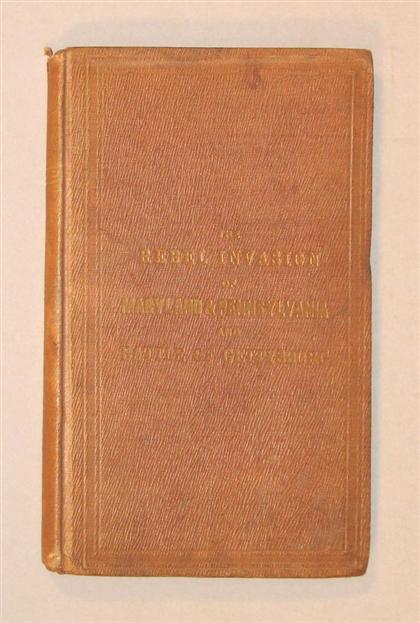 THE
REBEL INVASION
OF
MARYLAND & PENNSYLVANIA
AND
BATTLE OF GETTYSBURG